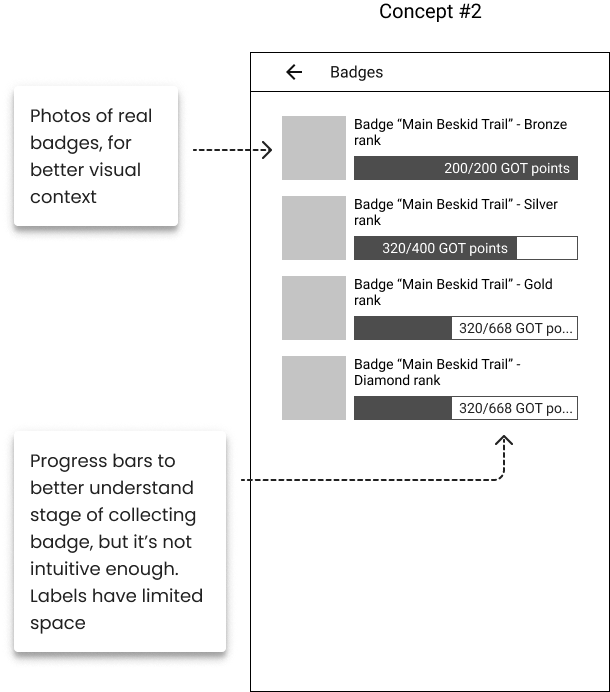 Concept #2
Badges
Photos of real
badges, for
better visual
context
Badge “Main Beskid Trail” - Bronze
rank
200/200 GOT points
Badge “Main Beskid Trail” - Silver
rank
320/400 GOT points
Badge “Main Beskid Trail” - Gold
rank
320/668 GOT po...
Badge “Main Beskid Trail” -
Diamond rank
320/668 GOT po...
Progress bars to
better understand
stage of collecting
badge, but it’s not
intuitive enough.
Labels have limited
space